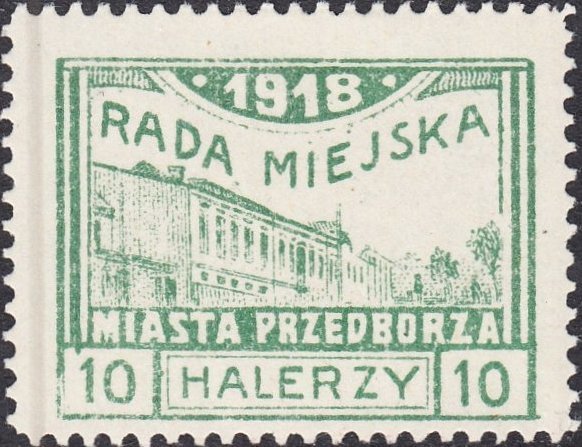 1918
RADA MIEJSKA
MIASTA PRZEDBORZA
10 HALERZY 10